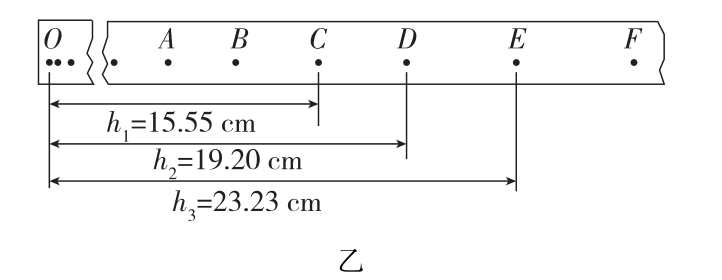 O A B C D E F
h₁=15.55 cm
h₂=19.20 cm
h₃=23.23 cm
乙